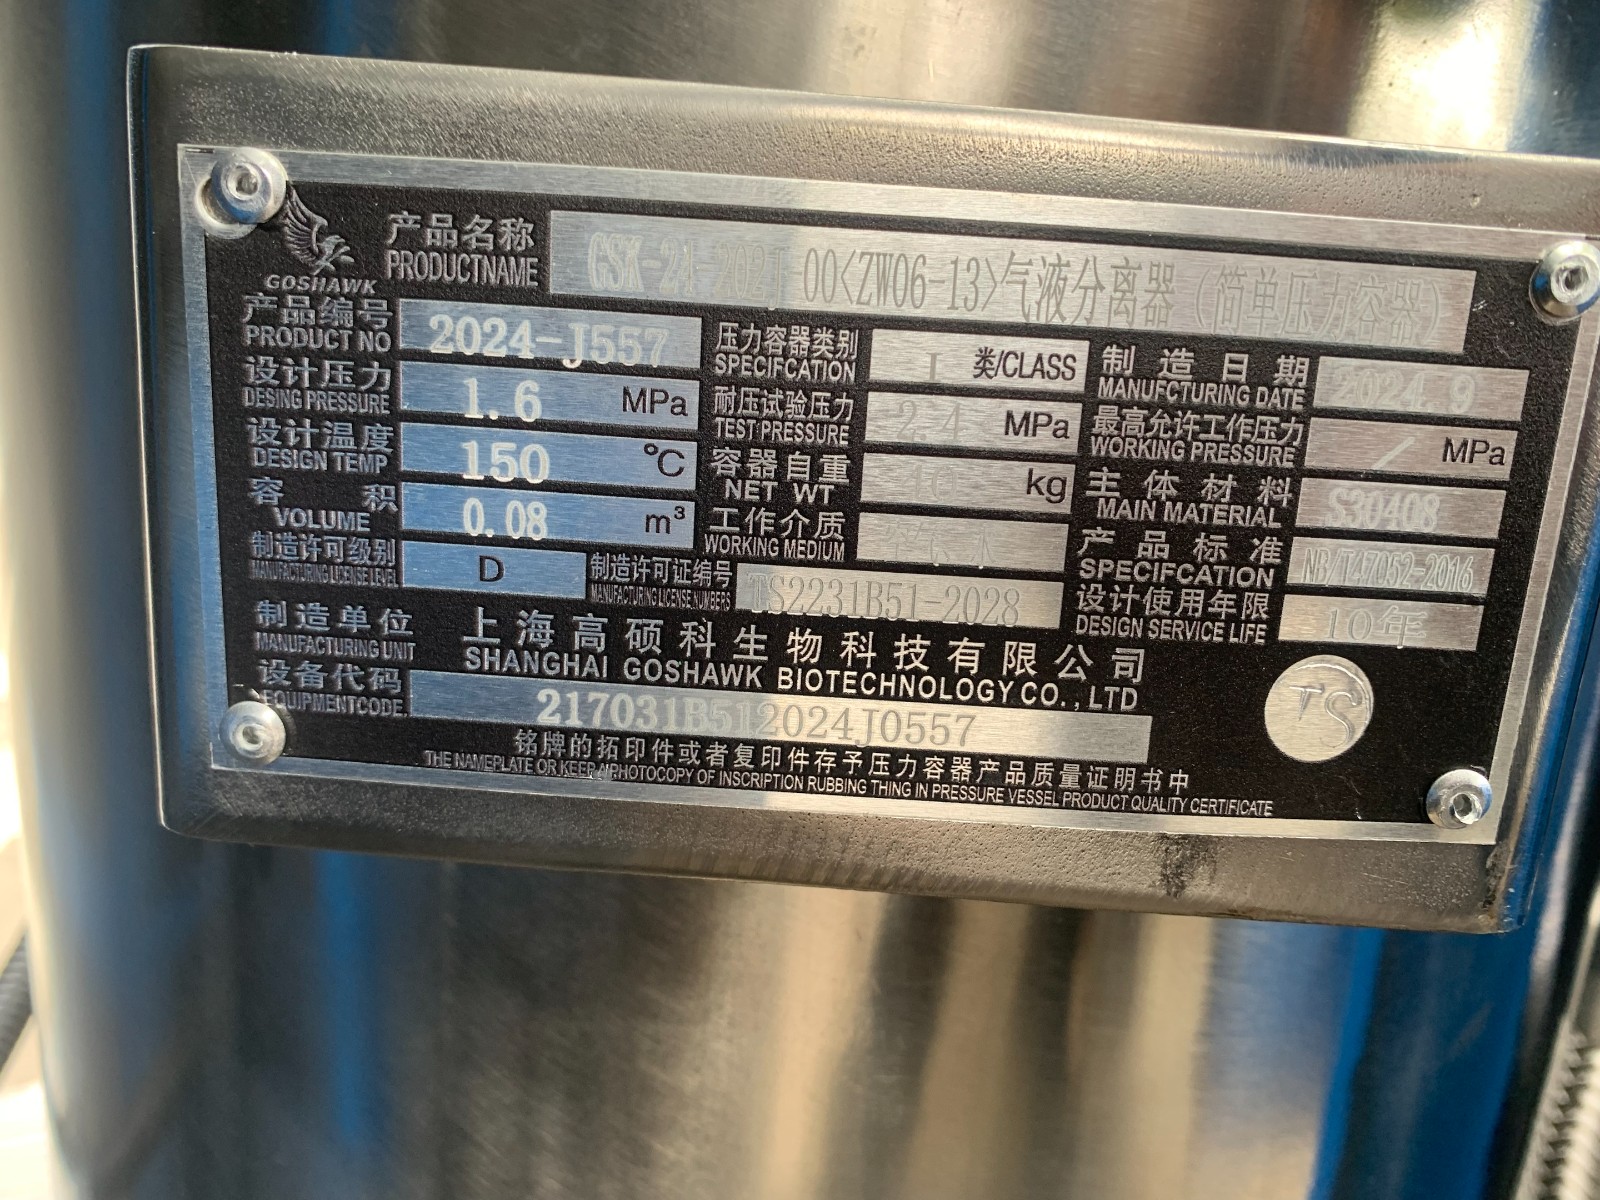 GOSHAWK
产品名称 00<ZW06-13>气液分离器(简单压力容器)
PRODUCTNAME
产品编号 2024-J557 压力容器类别 I 类/CLASS 制造日期 2024.9
PRODUCT NO SPECIFCATION MANUFCTURING DATE
设计压力 1.6 MPa 耐压试验压力 2.4 MPa 最高允许工作压力 / MPa
DESING PRESSURE TEST PRESSURE WORKING PRESSURE
设计温度 150 ℃ 容器自重 kg 主体材料 S30408
DESIGN TEMP NET WT MAIN MATERIAL
容积 0.08 m³ 工作介质 产品标准 NB/T47052-2016
VOLUME WORKING MEDIUM SPECIFCATION
制造许可级别 D 制造许可证编号 TS2231B51-2028 设计使用年限 10年
MANUFACTURING LICENSE LEVEL MANUFACTURING LICENSE NUMBERS DESIGN SERVICE LIFE
制造单位 上海高硕科生物科技有限公司
MANUFACTURING UNIT SHANGHAI GOSHAWK BIOTECHNOLOGY CO.,LTD
设备代码 217031B512024J0557 TS
EQUIPMENTCODE.
铭牌的拓印件或者复印件存予压力容器产品质量证明书中
THE NAMEPLATE OR KEEP A PHOTOCOPY OF INSCRIPTION RUBBING THING IN PRESSURE VESSEL PRODUCT QUALITY CERTIFICATE